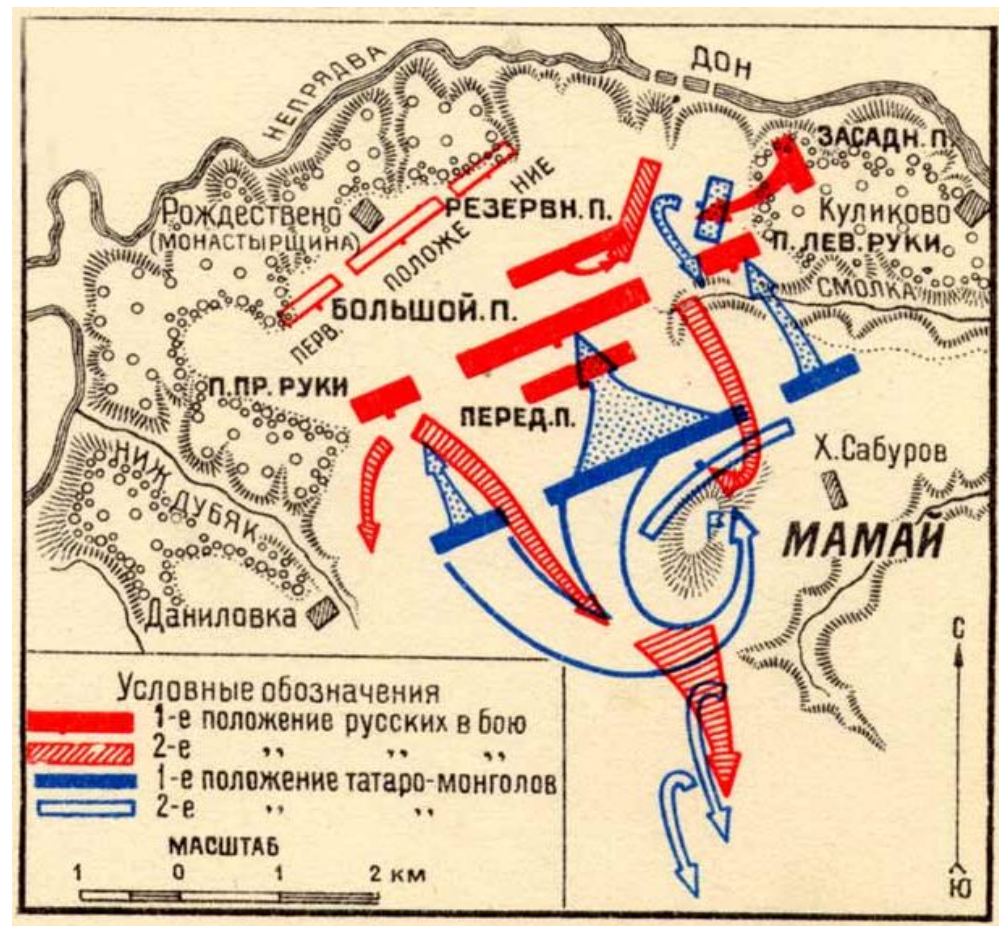 НЕПРЯДВА
ДОН
ЗАСАДН. П.
РОЖДЕСТВЕНО
(МОНАСТЫРЩИНА)
ПЕРВ. ПОЛОЖЕНИЕ
РЕЗЕРВН. П.
КУЛИКОВО
П. ЛЕВ. РУКИ
СМОЛКА
БОЛЬШОЙ. П.
П. ПР. РУКИ
ПЕРЕД. П.
Х. Сабуров
НИЖ. ДУБЯК
МАМАЙ
Даниловка
С
Ю
Условные обозначения
1-е положение русских в бою
2-е ,, ,, ,,
1-е положение татаро-монголов
2-е ,, ,,
МАСШТАБ
1 0 1 2 км